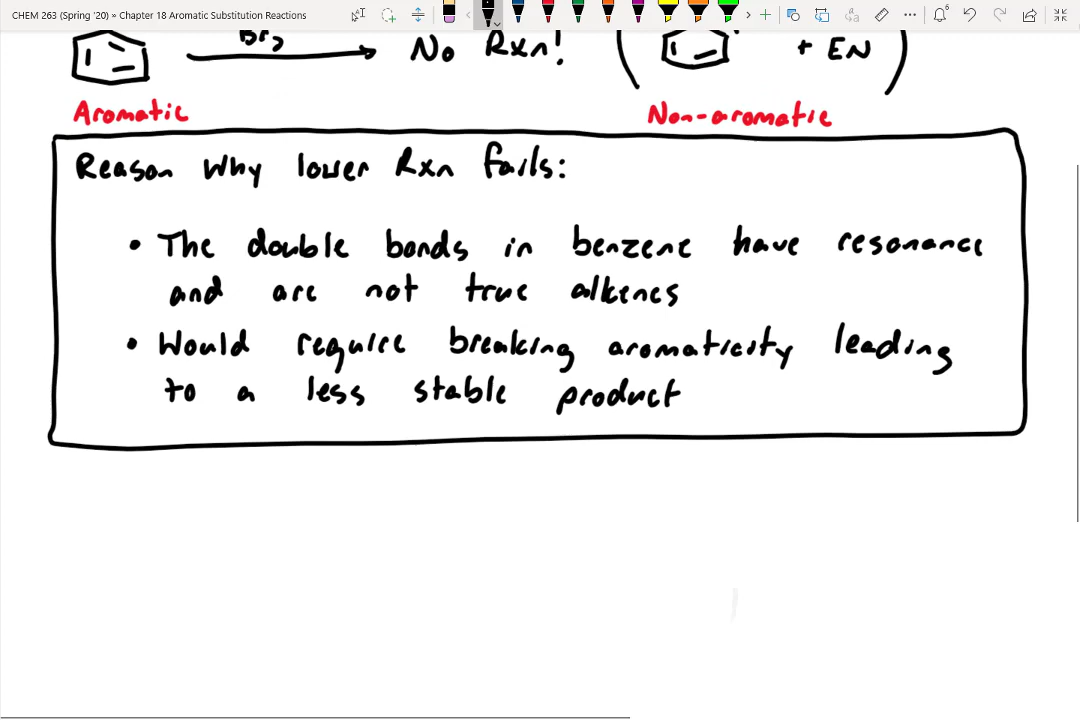 CHEM 263 (Spring '20) » Chapter 18 Aromatic Substitution Reactions
6
Br2
No Rxn!
+ EN
Aromatic
Non-aromatic
Reason Why lower Rxn fails:
• The double bonds in benzene have resonance
and are not true alkenes
• Would require breaking aromaticity leading
to a less stable product